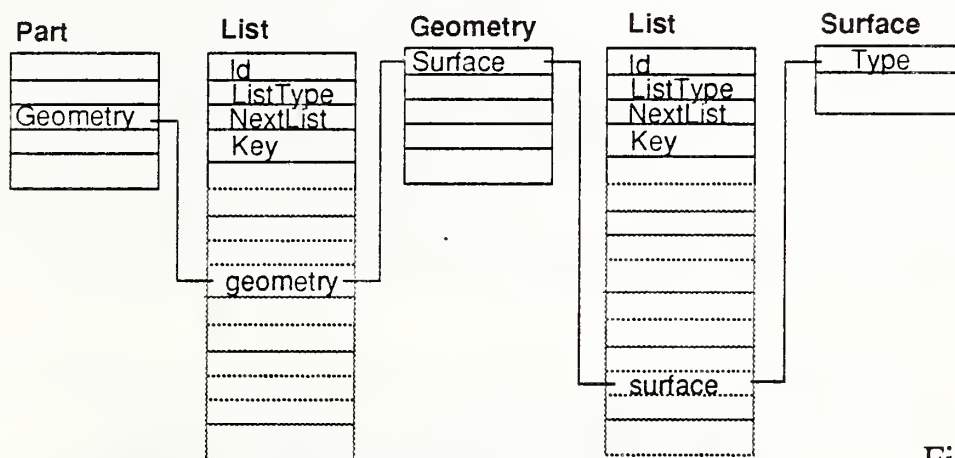 Part
Geometry
List
Id
ListType
NextList
Key
geometry
Geometry
Surface
List
Id
ListType
NextList
Key
surface
Surface
Type